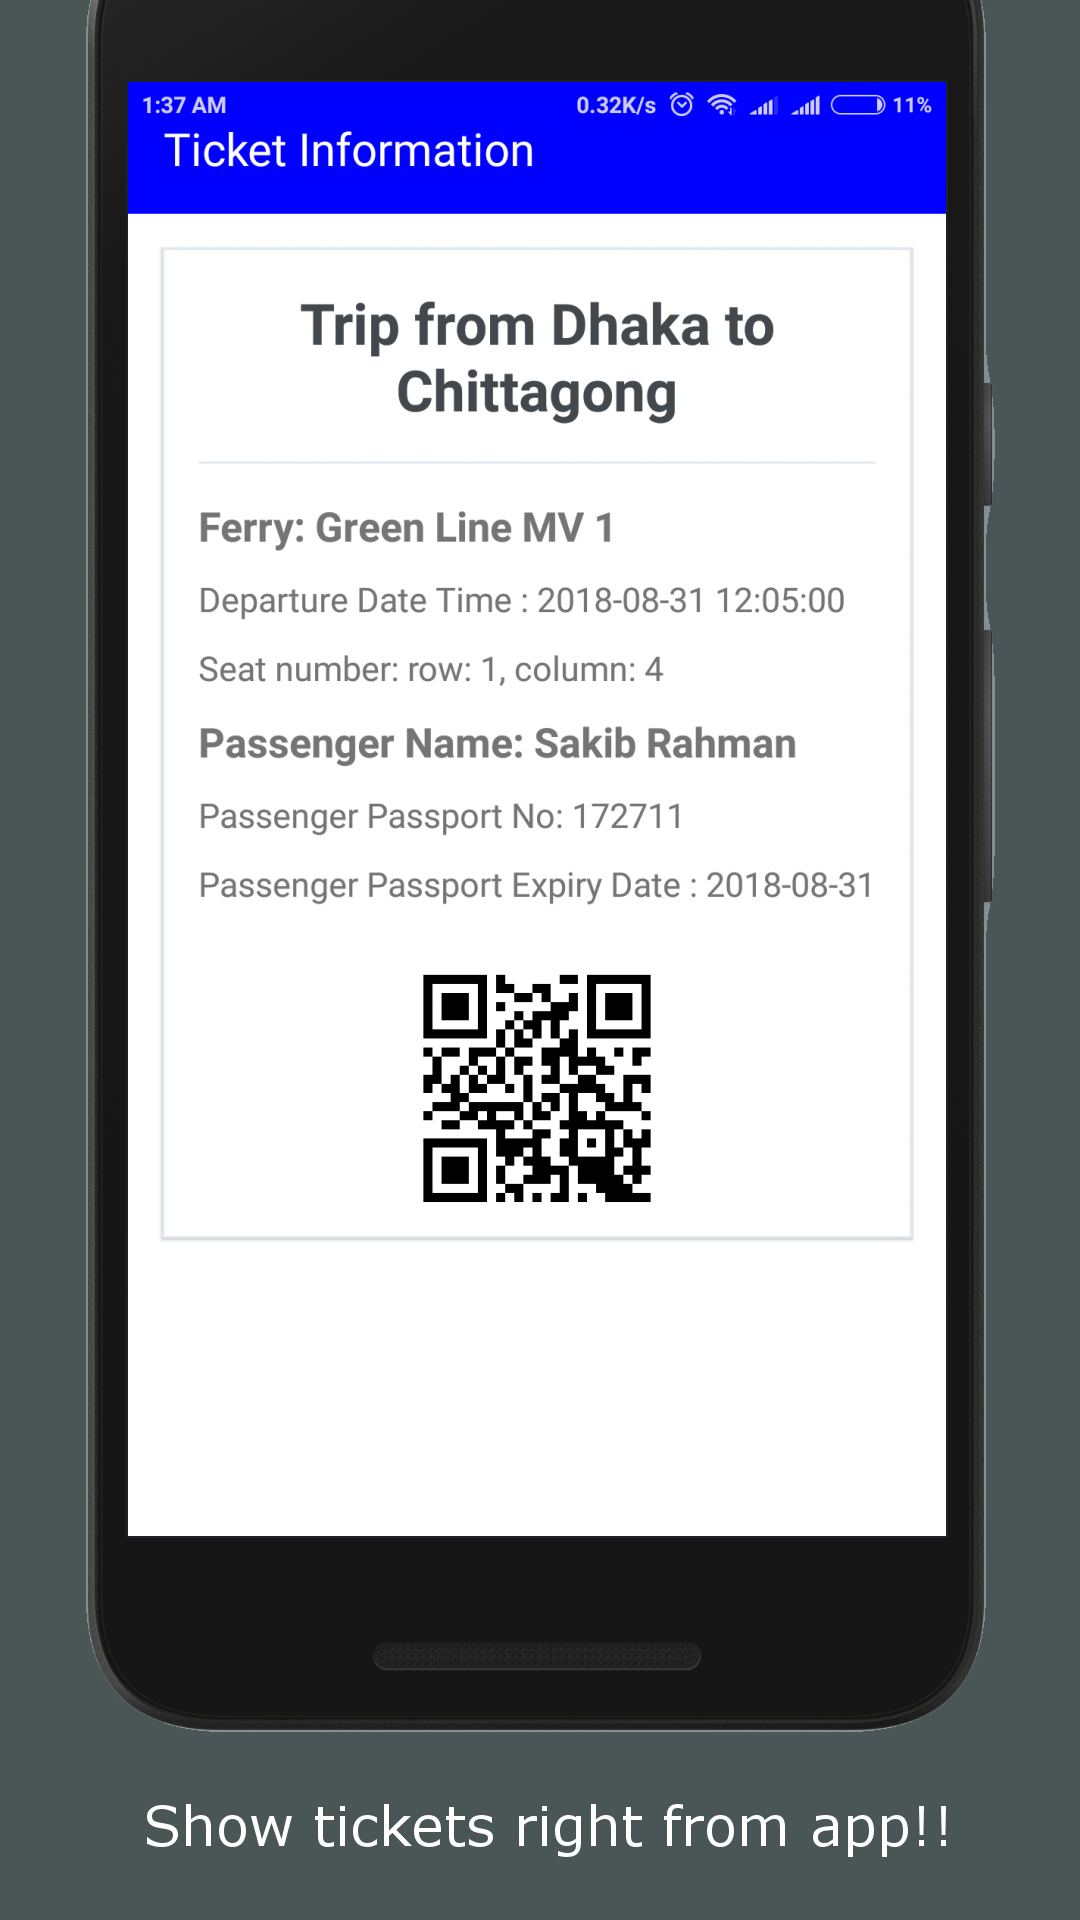 1:37 AM 0.32K/s 11%
Ticket Information
Trip from Dhaka to
Chittagong
Ferry: Green Line MV 1
Departure Date Time : 2018-08-31 12:05:00
Seat number: row: 1, column: 4
Passenger Name: Sakib Rahman
Passenger Passport No: 172711
Passenger Passport Expiry Date : 2018-08-31
Show tickets right from app!!